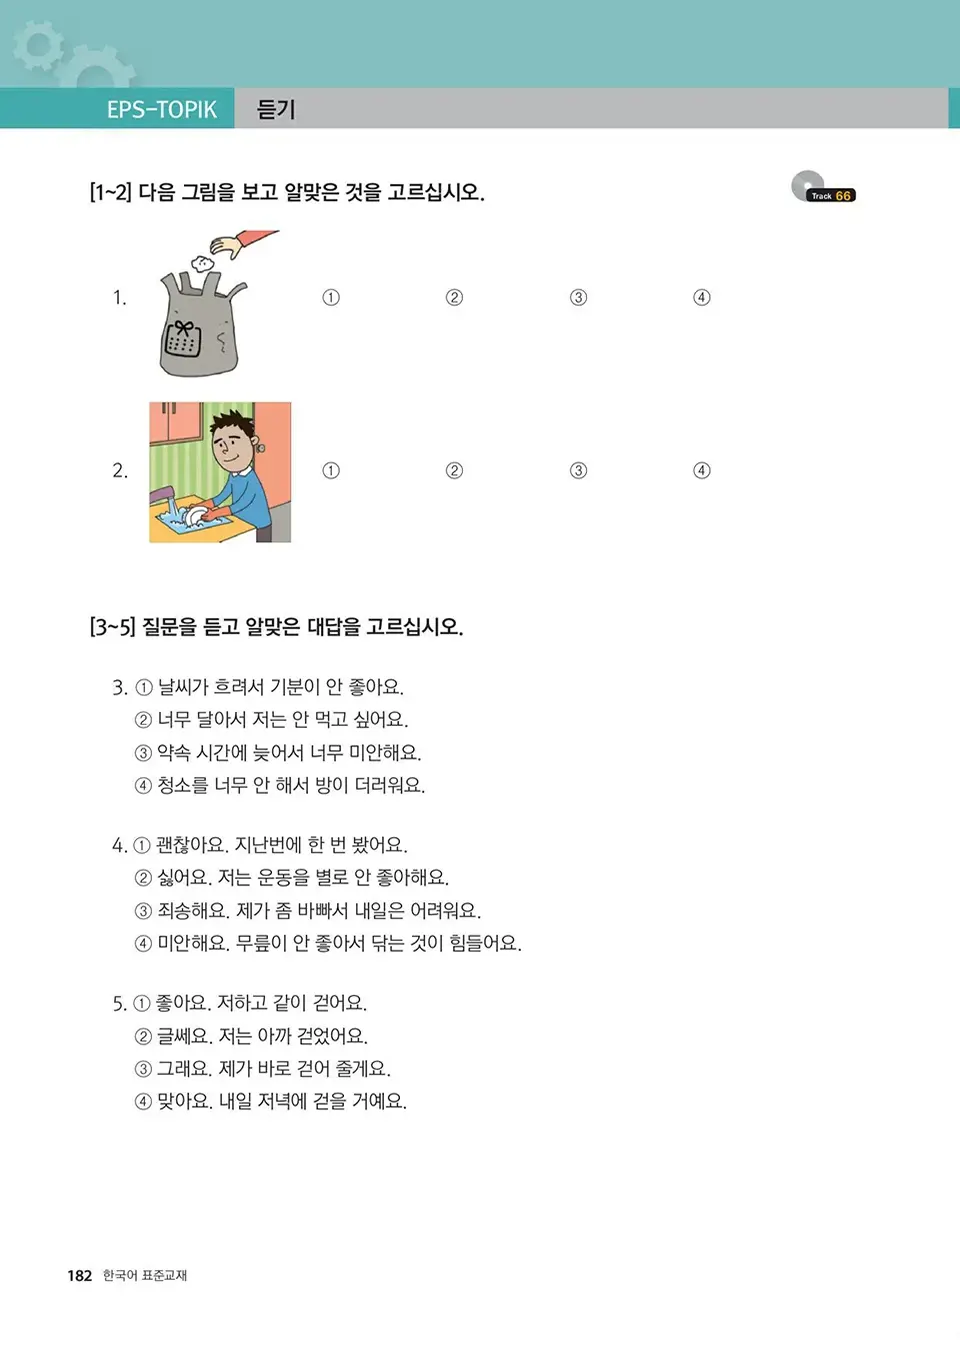 EPS-TOPIK 듣기
[1~2] 다음 그림을 보고 알맞은 것을 고르십시오.
Track 66
1. ① ② ③ ④
2. ① ② ③ ④
[3~5] 질문을 듣고 알맞은 대답을 고르십시오.
3. ① 날씨가 흐려서 기분이 안 좋아요.
② 너무 달아서 저는 안 먹고 싶어요.
③ 약속 시간에 늦어서 너무 미안해요.
④ 청소를 너무 안 해서 방이 더러워요.
4. ① 괜찮아요. 지난번에 한 번 봤어요.
② 싫어요. 저는 운동을 별로 안 좋아해요.
③ 죄송해요. 제가 좀 바빠서 내일은 어려워요.
④ 미안해요. 무릎이 안 좋아서 닦는 것이 힘들어요.
5. ① 좋아요. 저하고 같이 걷어요.
② 글쎄요. 저는 아까 걷었어요.
③ 그래요. 제가 바로 걷어 줄게요.
④ 맞아요. 내일 저녁에 걷을 거예요.
182 한국어 표준교재